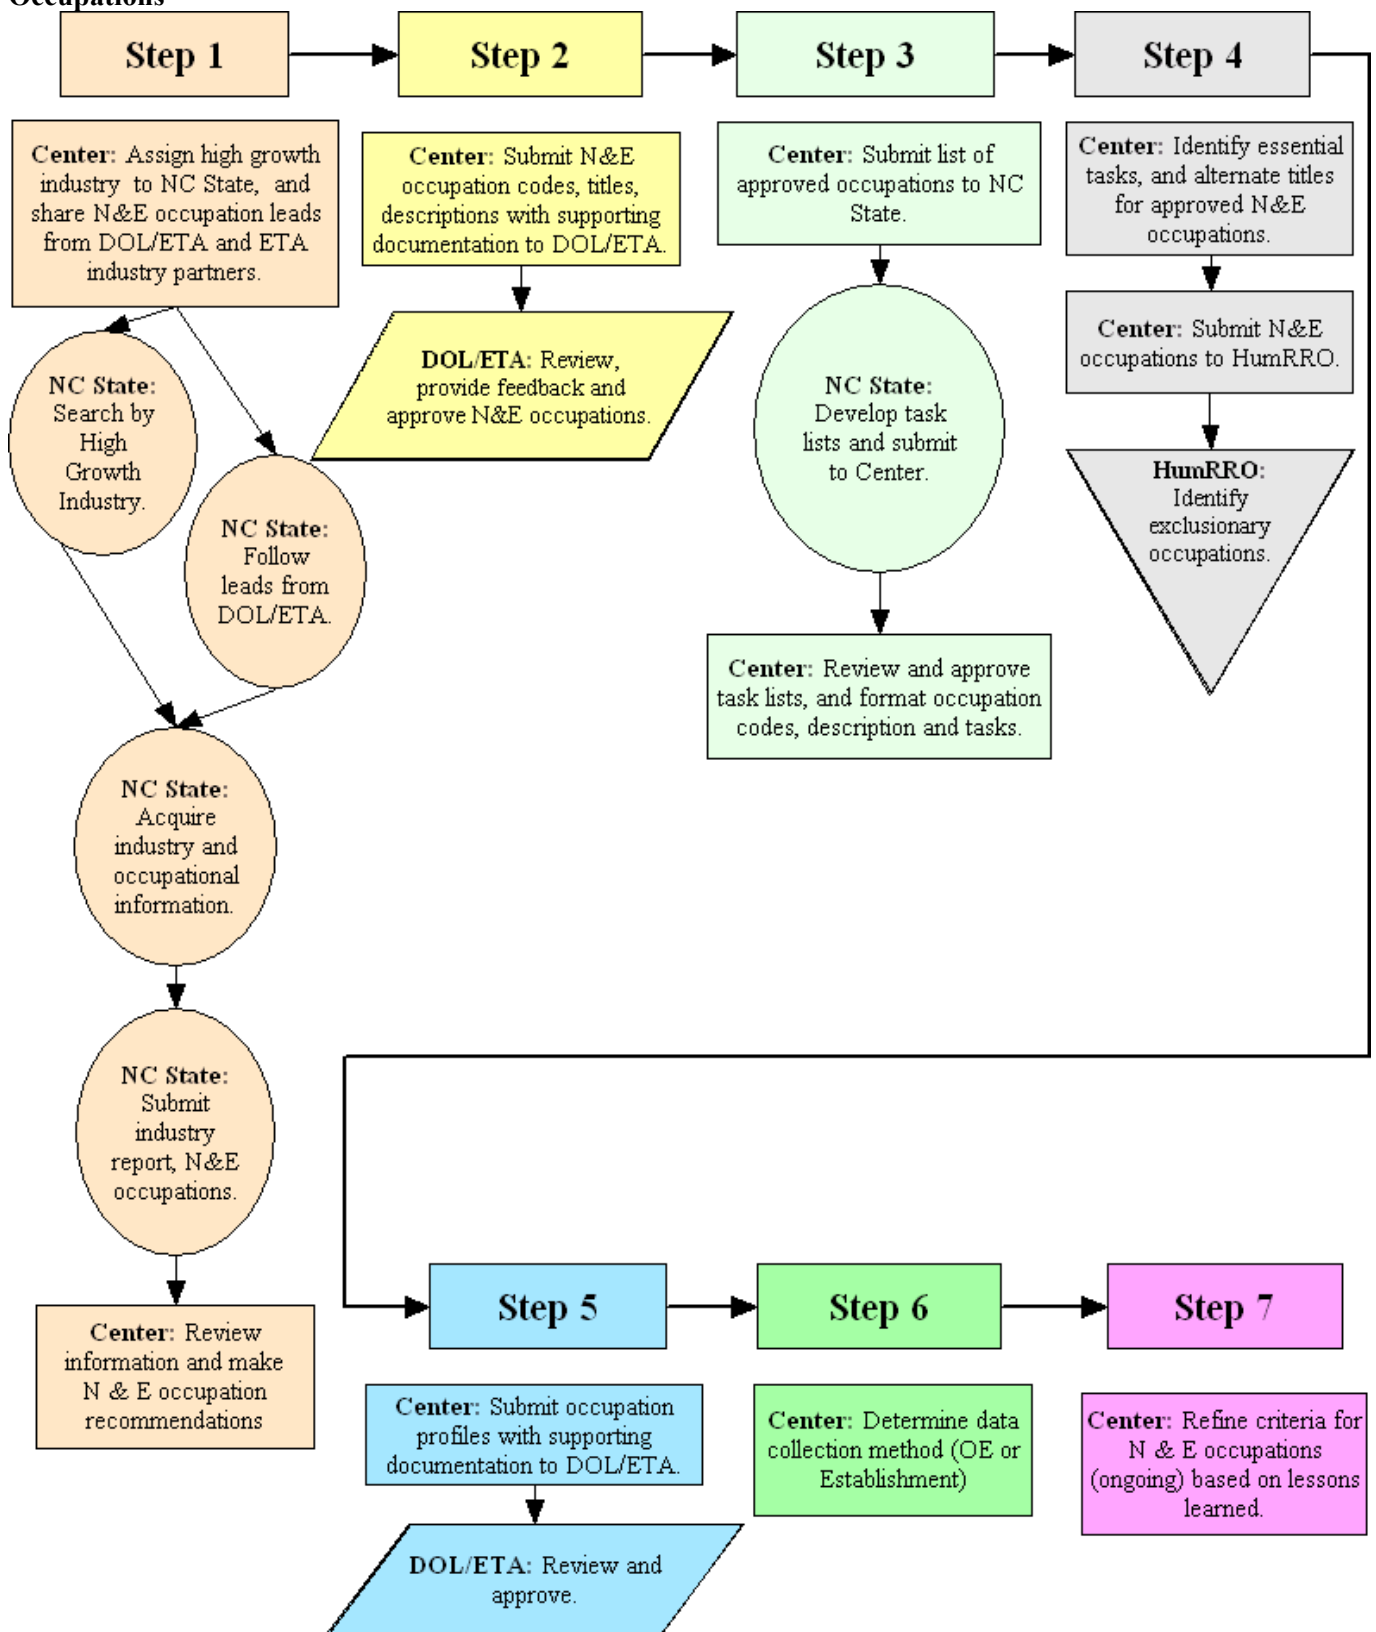 Occupations
Step 1
Step 2
Step 3
Step 4
Center: Assign high growth
industry to NC State, and
share N&E occupation leads
from DOL/ETA and ETA
industry partners.
NC State:
Search by
High
Growth
Industry.
NC State:
Follow
leads from
DOL/ETA.
NC State:
Acquire
industry and
occupational
information.
NC State:
Submit
industry
report, N&E
occupations.
Center: Review
information and make
N & E occupation
recommendations
Center: Submit N&E
occupation codes, titles,
descriptions with supporting
documentation to DOL/ETA.
DOL/ETA: Review,
provide feedback and
approve N&E occupations.
Center: Submit list of
approved occupations to NC
State.
NC State:
Develop task
lists and submit
to Center.
Center: Review and approve
task lists, and format occupation
codes, description and tasks.
Center: Identify essential
tasks, and alternate titles
for approved N&E
occupations.
Center: Submit N&E
occupations to HumRRO.
HumRRO:
Identify
exclusionary
occupations.
Step 5
Step 6
Step 7
Center: Submit occupation
profiles with supporting
documentation to DOL/ETA.
DOL/ETA: Review and
approve.
Center: Determine data
collection method (OE or
Establishment)
Center: Refine criteria for
N & E occupations
(ongoing) based on lessons
learned.